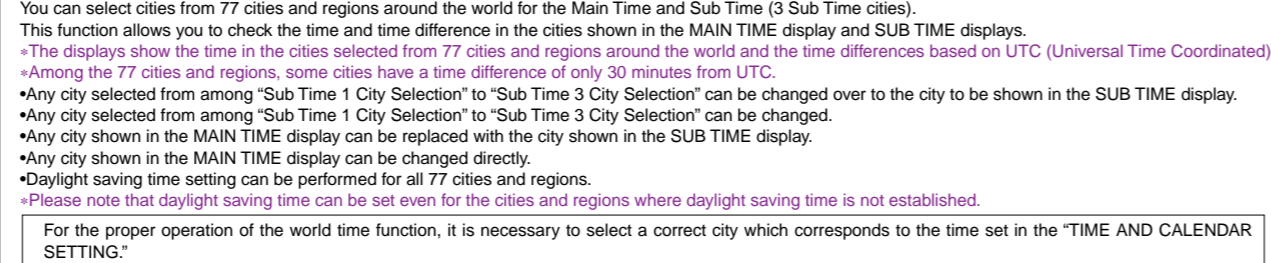 You can select cities from 77 cities and regions around the world for the Main Time and Sub Time (3 Sub Time cities).
This function allows you to check the time and time difference in the cities shown in the MAIN TIME display and SUB TIME displays.
*The displays show the time in the cities selected from 77 cities and regions around the world and the time differences based on UTC (Universal Time Coordinated)
*Among the 77 cities and regions, some cities have a time difference of only 30 minutes from UTC.
•Any city selected from among “Sub Time 1 City Selection” to “Sub Time 3 City Selection” can be changed over to the city to be shown in the SUB TIME display.
•Any city selected from among “Sub Time 1 City Selection” to “Sub Time 3 City Selection” can be changed.
•Any city shown in the MAIN TIME display can be replaced with the city shown in the SUB TIME display.
•Any city shown in the MAIN TIME display can be changed directly.
•Daylight saving time setting can be performed for all 77 cities and regions.
*Please note that daylight saving time can be set even for the cities and regions where daylight saving time is not established.
For the proper operation of the world time function, it is necessary to select a correct city which corresponds to the time set in the “TIME AND CALENDAR
SETTING.”